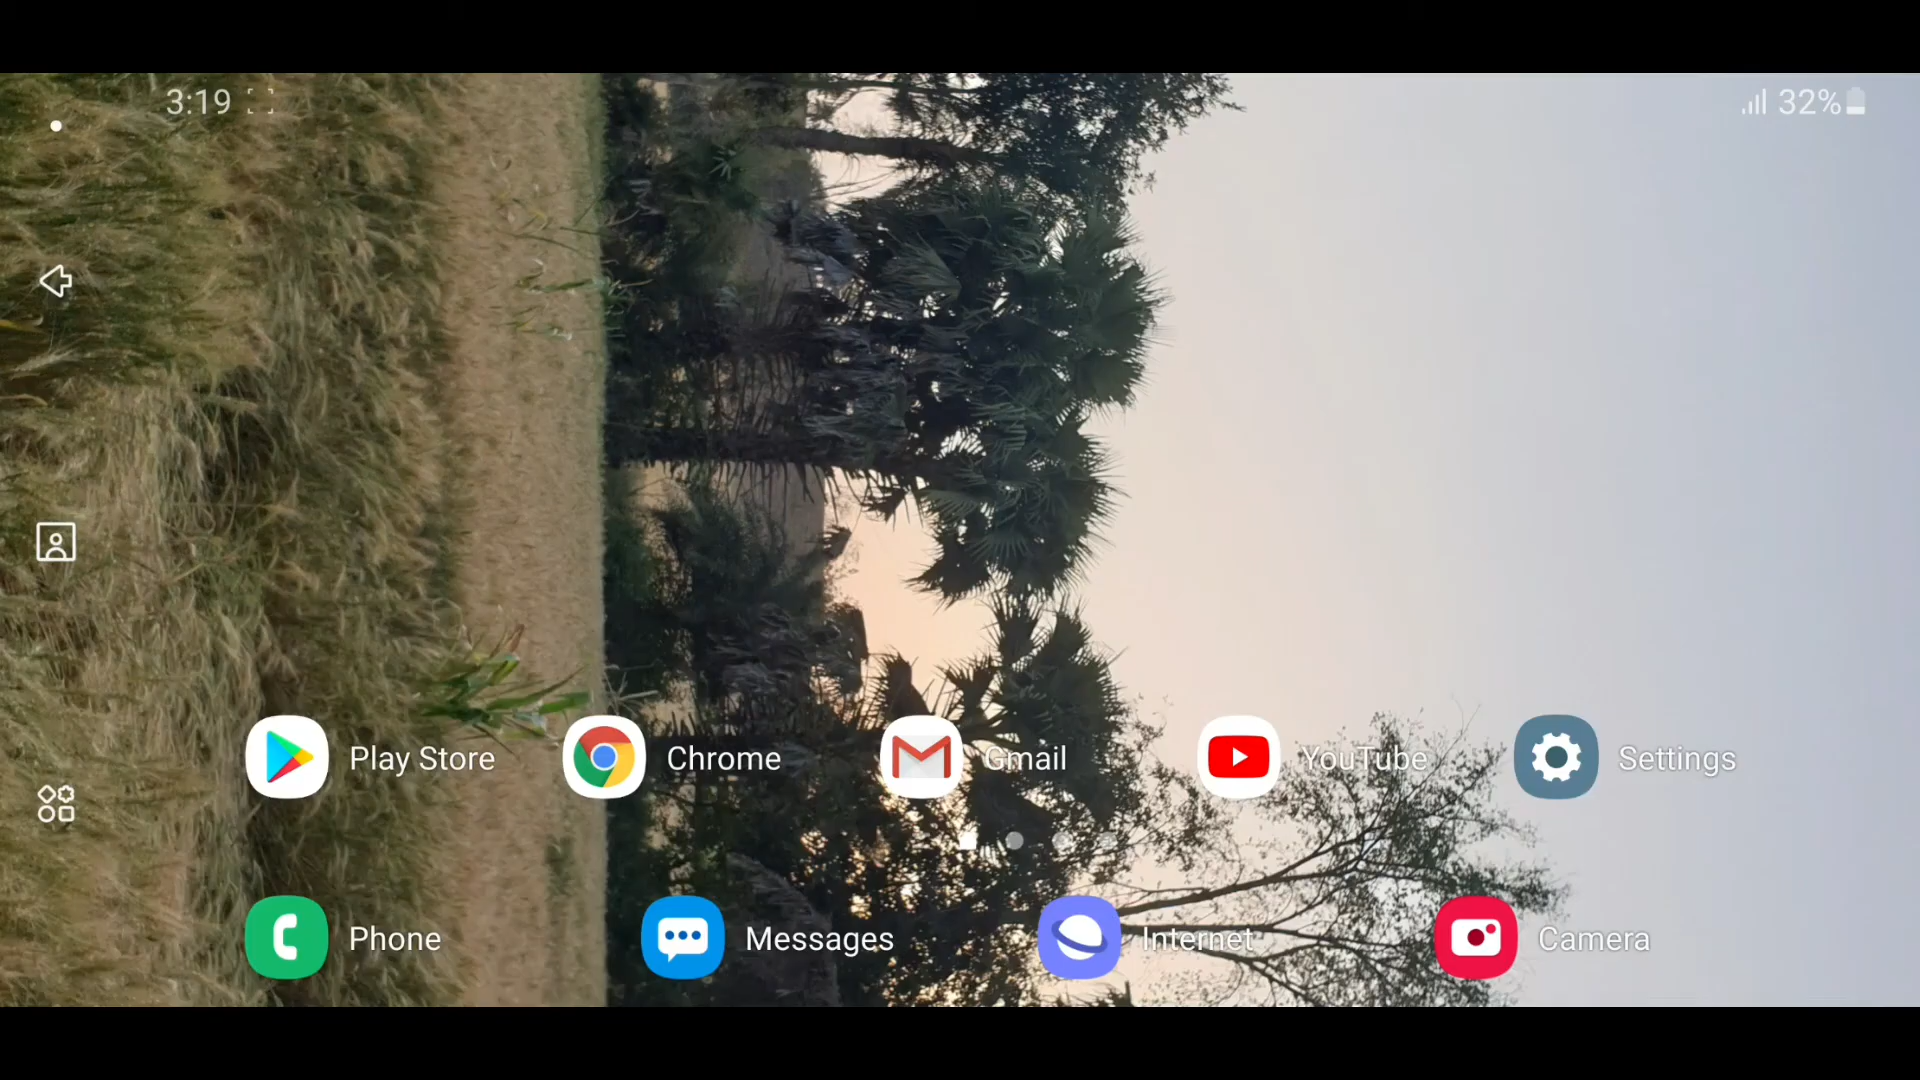 3:19
32%
Play Store
Chrome
Gmail
YouTube
Settings
Phone
Messages
Internet
Camera